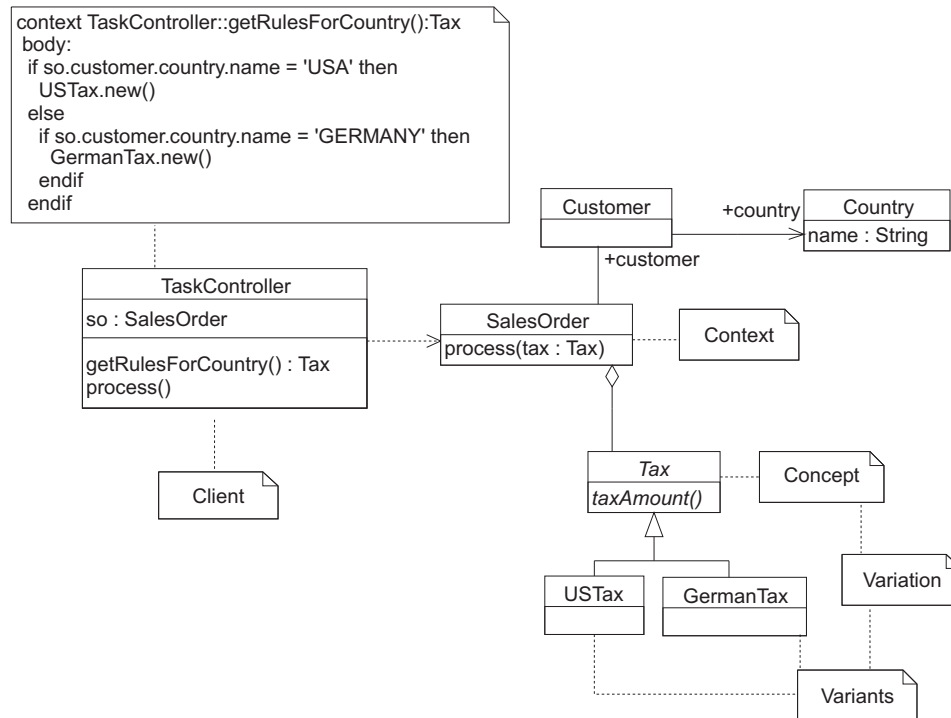 context TaskController::getRulesForCountry():Tax
body:
if so.customer.country.name = 'USA' then
USTax.new()
else
if so.customer.country.name = 'GERMANY' then
GermanTax.new()
endif
endif
Customer
+country
Country
name : String
+customer
TaskController
so : SalesOrder
getRulesForCountry() : Tax
process()
SalesOrder
process(tax : Tax)
Context
Client
Tax
taxAmount()
Concept
Variation
USTax
GermanTax
Variants